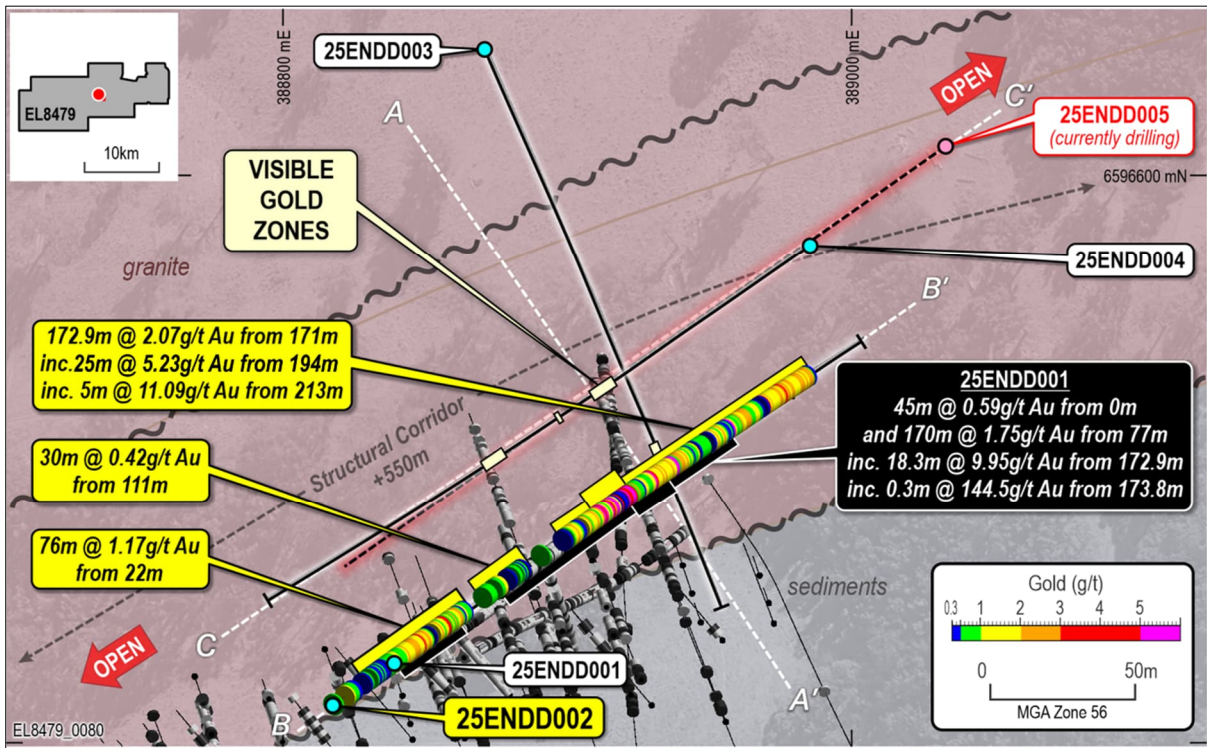 EL8479
10km
388800 mE
25ENDD003
389000 mE
OPEN
C'
25ENDD005
(currently drilling)
A
6596600 mN
VISIBLE
GOLD
ZONES
granite
25ENDD004
B'
172.9m @ 2.07g/t Au from 171m
inc.25m @ 5.23g/t Au from 194m
inc. 5m @ 11.09g/t Au from 213m
25ENDD001
45m @ 0.59g/t Au from 0m
and 170m @ 1.75g/t Au from 77m
inc. 18.3m @ 9.95g/t Au from 172.9m
inc. 0.3m @ 144.5g/t Au from 173.8m
Structural Corridor
+550m
30m @ 0.42g/t Au
from 111m
76m @ 1.17g/t Au
from 22m
sediments
Gold (g/t)
0.3 1 2 3 4 5
0 50m
MGA Zone 56
C
OPEN
25ENDD001
A'
B
25ENDD002
EL8479_0080